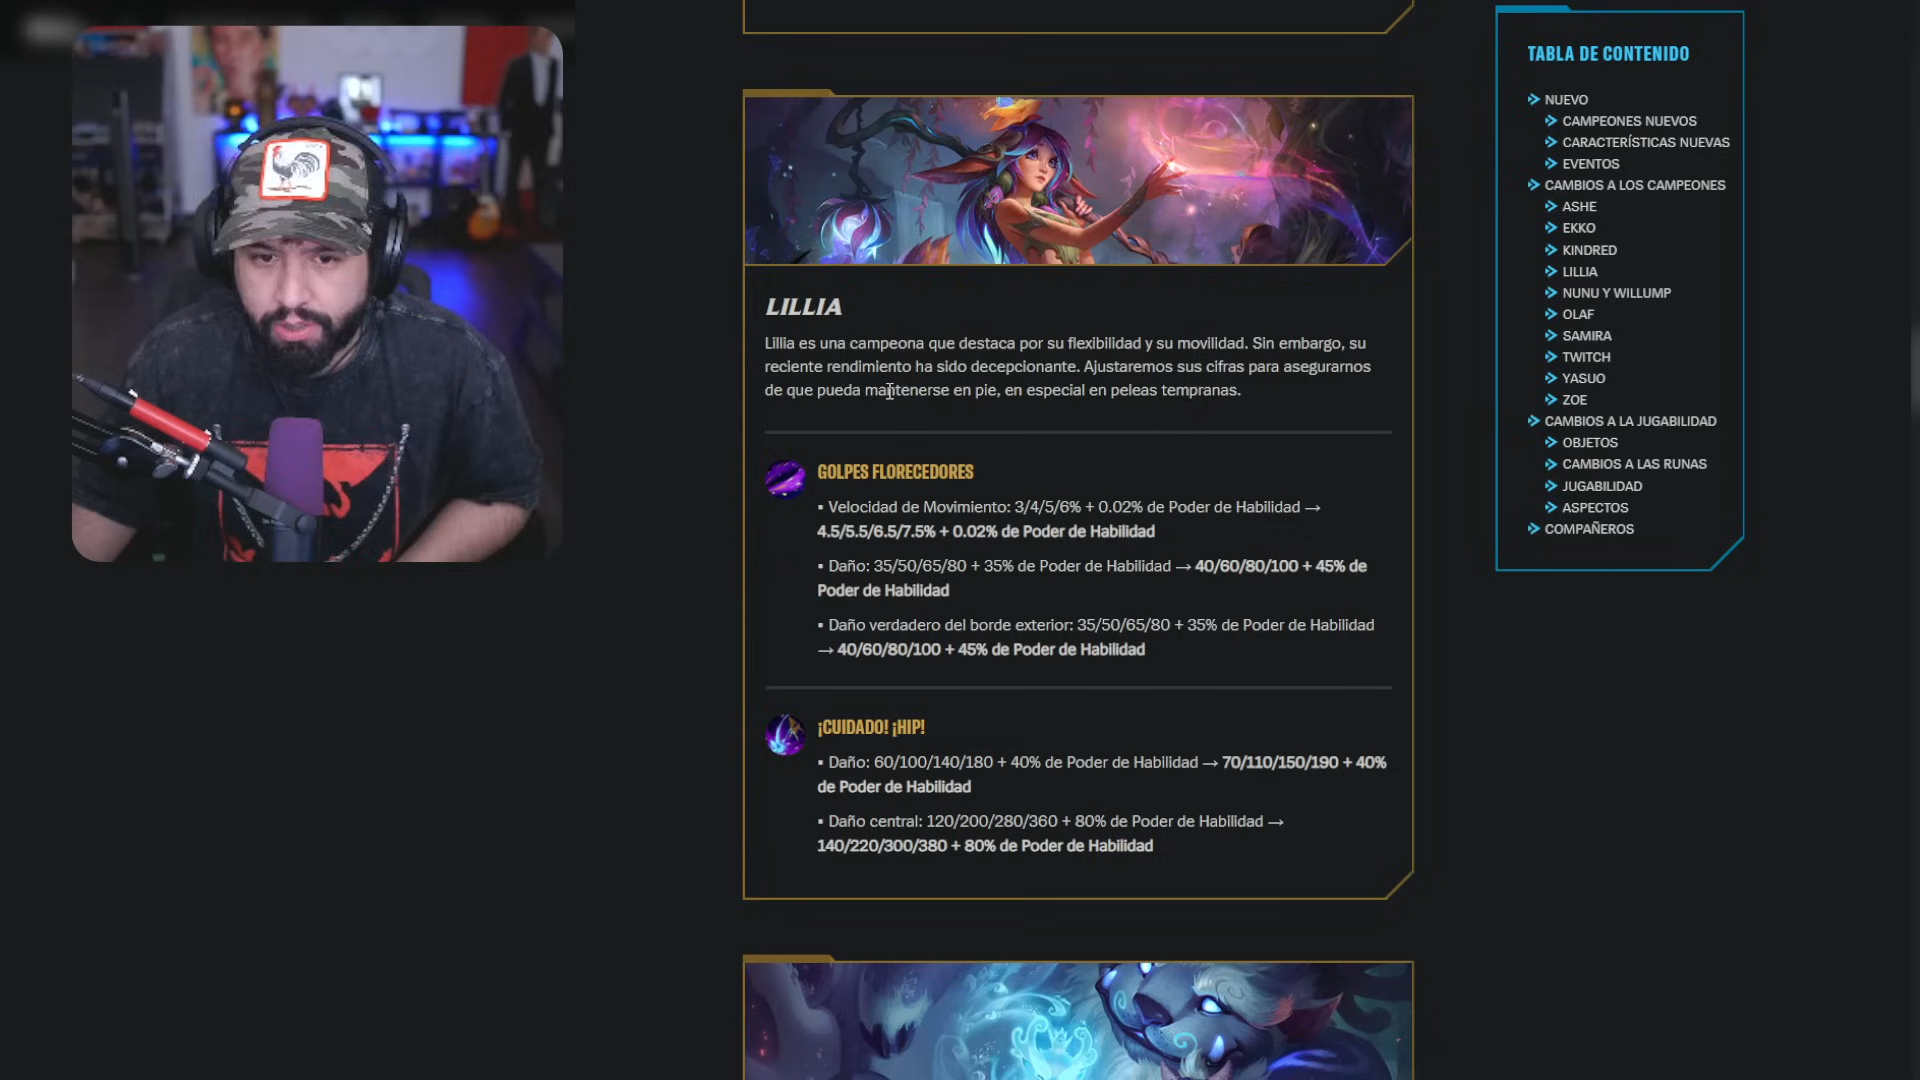 LILLIA
Lillia es una campeona que destaca por su flexibilidad y su movilidad. Sin embargo, su
reciente rendimiento ha sido decepcionante. Ajustaremos sus cifras para asegurarnos
de que pueda mantenerse en pie, en especial en peleas tempranas.
GOLPES FLORECEDORES
▪ Velocidad de Movimiento: 3/4/5/6% + 0.02% de Poder de Habilidad →
4.5/5.5/6.5/7.5% + 0.02% de Poder de Habilidad
▪ Daño: 35/50/65/80 + 35% de Poder de Habilidad → 40/60/80/100 + 45% de
Poder de Habilidad
▪ Daño verdadero del borde exterior: 35/50/65/80 + 35% de Poder de Habilidad
→ 40/60/80/100 + 45% de Poder de Habilidad
¡CUIDADO! ¡HIP!
▪ Daño: 60/100/140/180 + 40% de Poder de Habilidad → 70/110/150/190 + 40%
de Poder de Habilidad
▪ Daño central: 120/200/280/360 + 80% de Poder de Habilidad →
140/220/300/380 + 80% de Poder de Habilidad
TABLA DE CONTENIDO
NUEVO
CAMPEONES NUEVOS
CARACTERÍSTICAS NUEVAS
EVENTOS
CAMBIOS A LOS CAMPEONES
ASHE
EKKO
KINDRED
LILLIA
NUNU Y WILLUMP
OLAF
SAMIRA
TWITCH
YASUO
ZOE
CAMBIOS A LA JUGABILIDAD
OBJETOS
CAMBIOS A LAS RUNAS
JUGABILIDAD
ASPECTOS
COMPAÑEROS